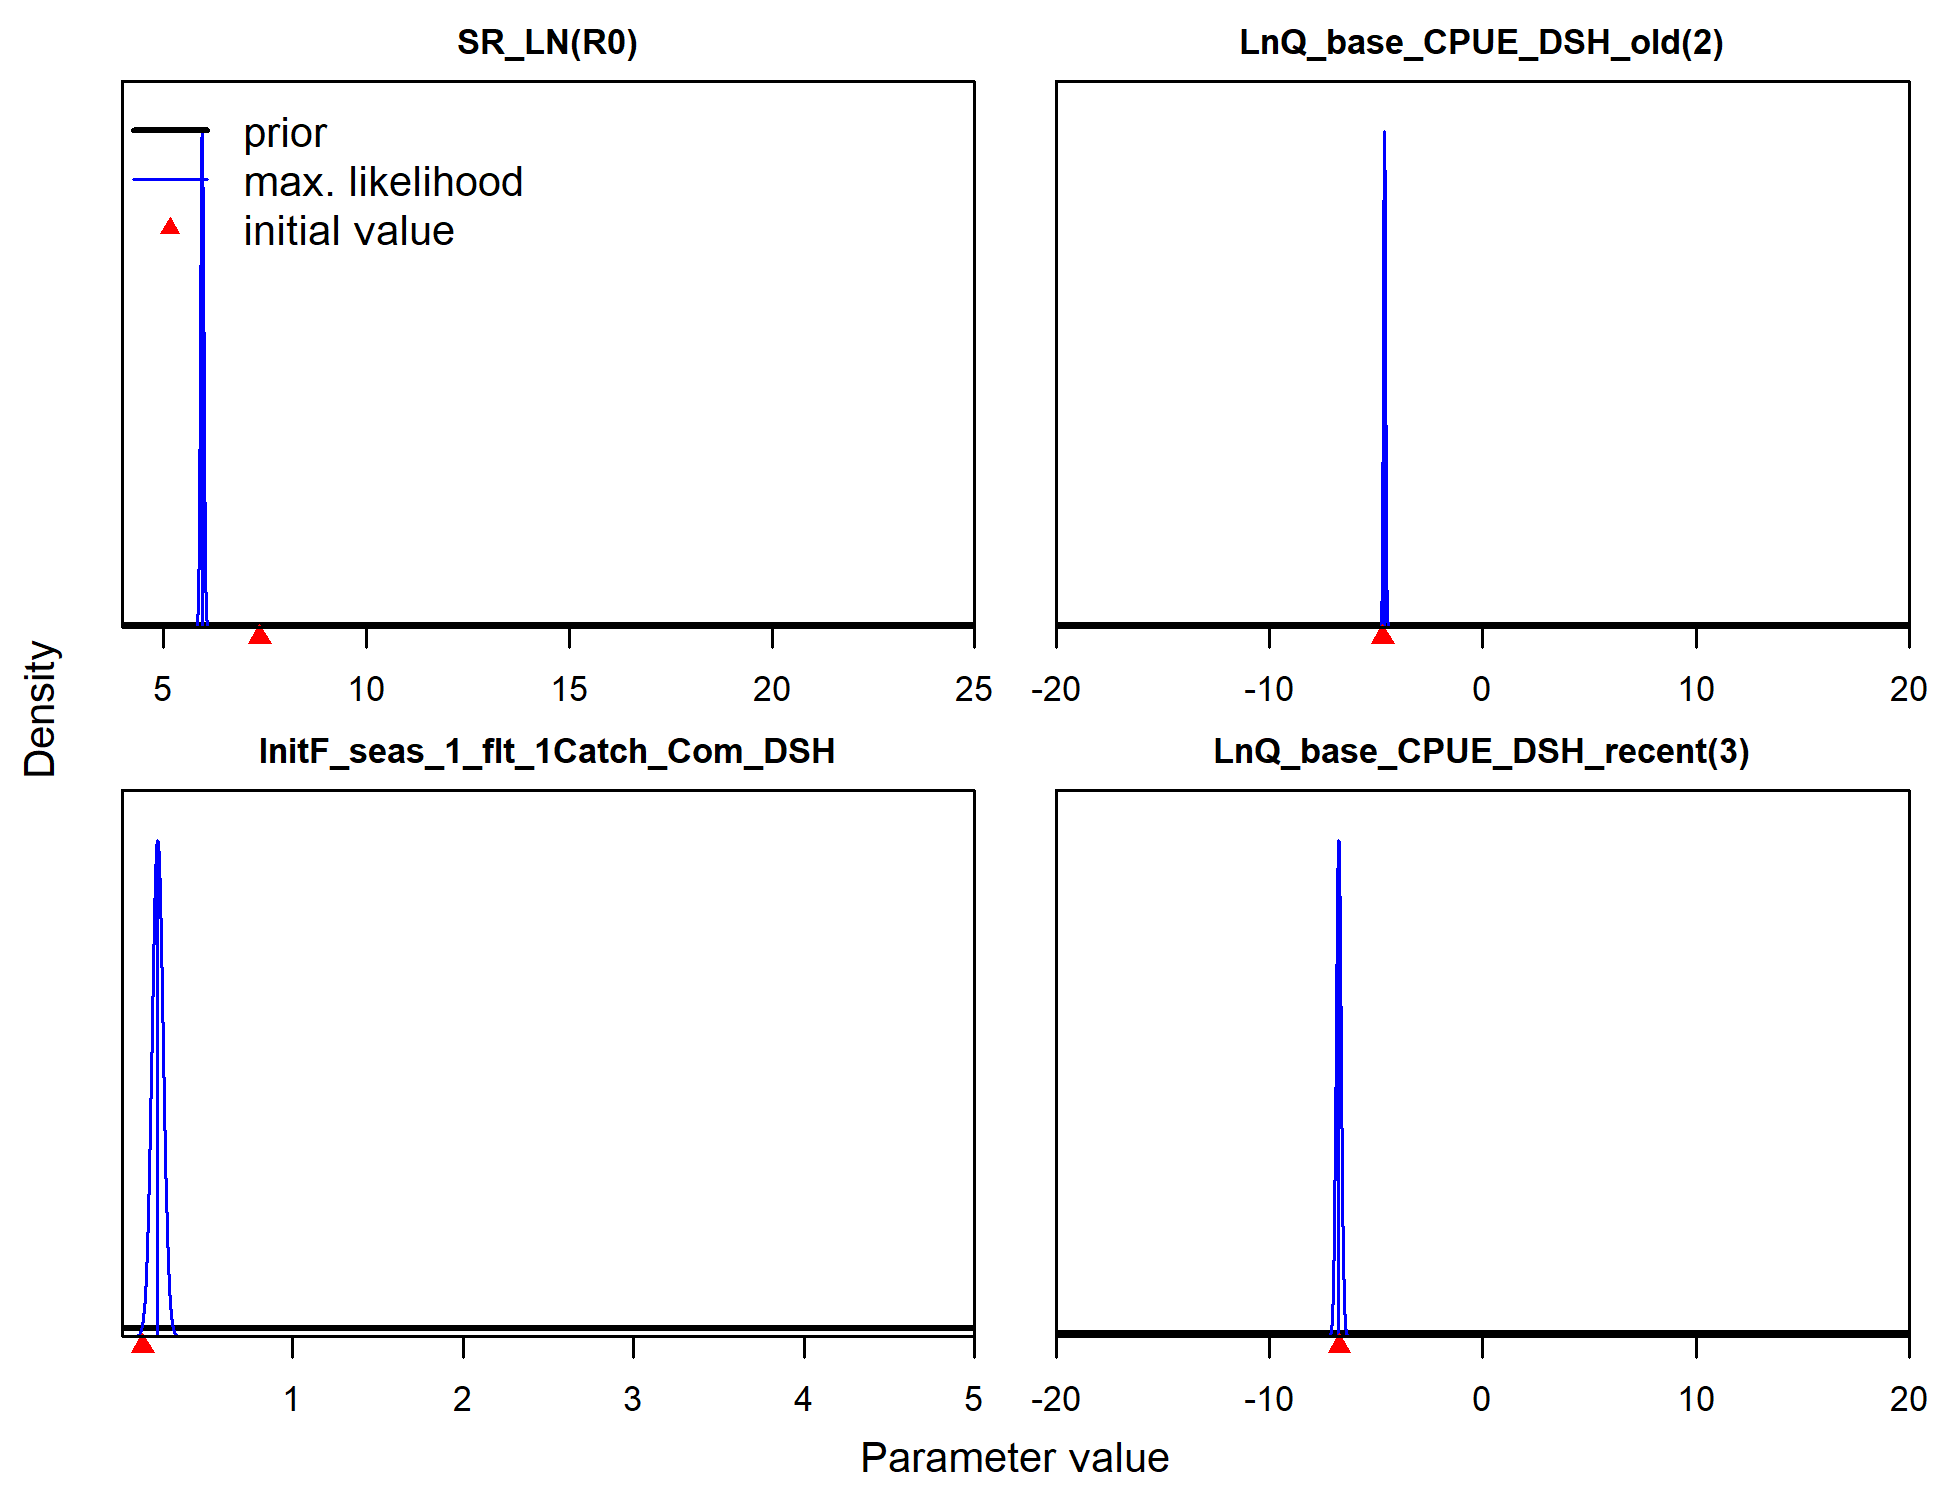 SR_LN(R0)
LnQ_base_CPUE_DSH_old(2)
prior
max. likelihood
initial value
5 10 15 20 25
-20 -10 0 10 20
Density
InitF_seas_1_flt_1Catch_Com_DSH
LnQ_base_CPUE_DSH_recent(3)
1 2 3 4 5
-20 -10 0 10 20
Parameter value